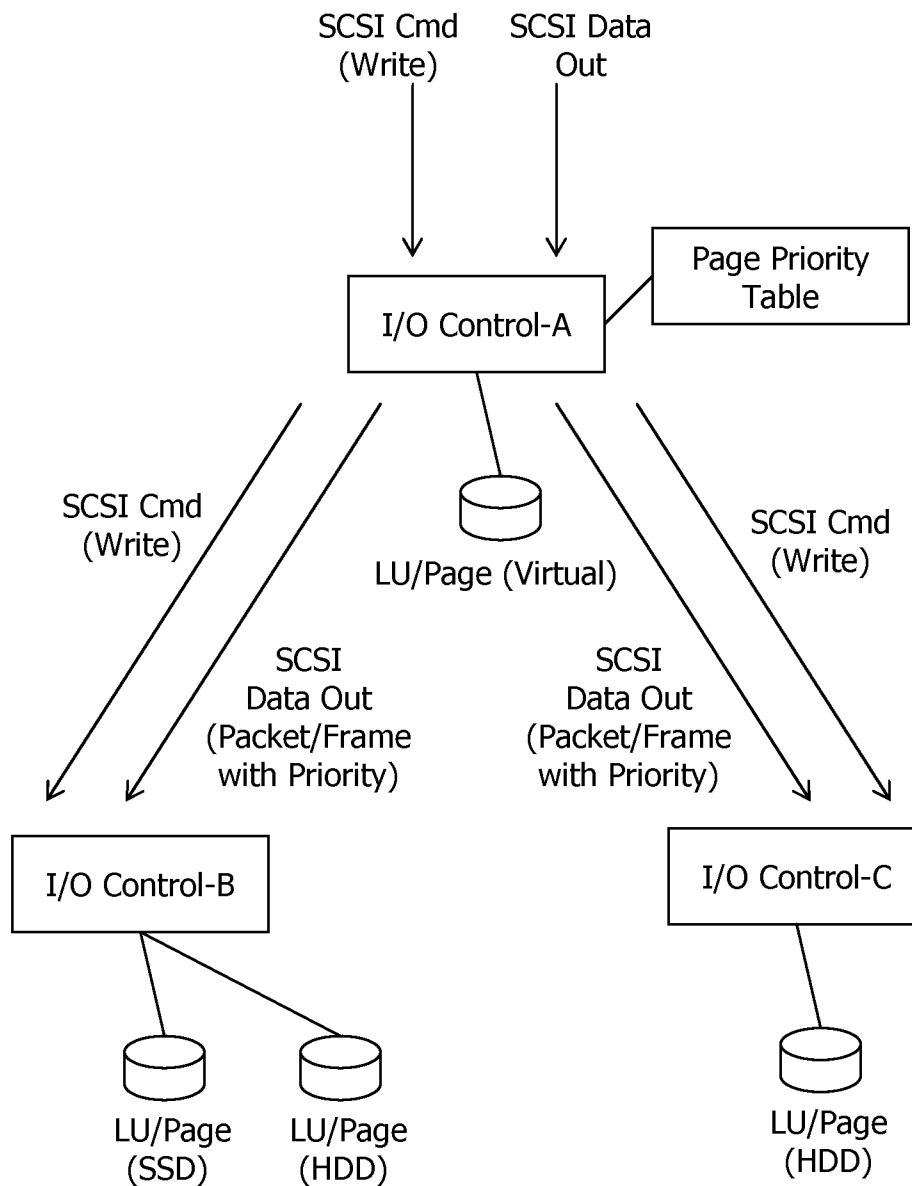 SCSI Cmd
(Write)
SCSI Data
Out
Page Priority
Table
I/O Control-A
SCSI Cmd
(Write)
LU/Page (Virtual)
SCSI Cmd
(Write)
SCSI
Data Out
(Packet/Frame
with Priority)
SCSI
Data Out
(Packet/Frame
with Priority)
I/O Control-B
I/O Control-C
LU/Page
(SSD)
LU/Page
(HDD)
LU/Page
(HDD)